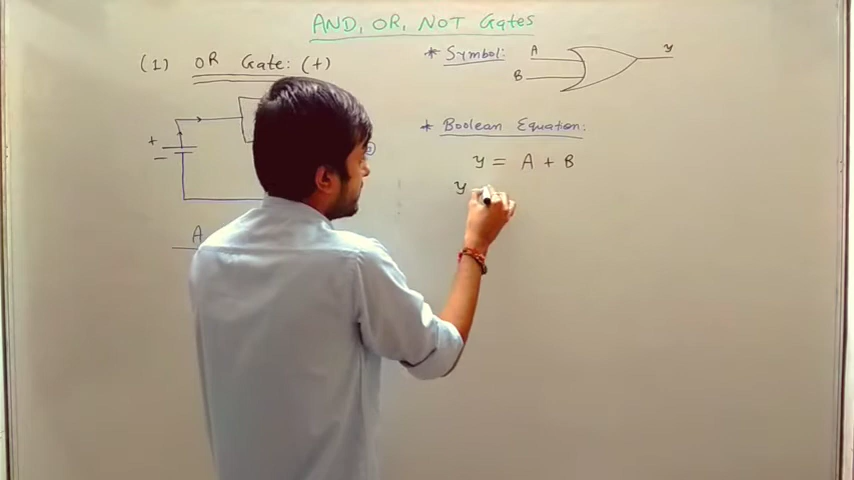 AND, OR, NOT Gates
(1) OR Gate: (+)
+
-
A
* Symbol:
A
B
y
* Boolean Equation:
y = A + B
y